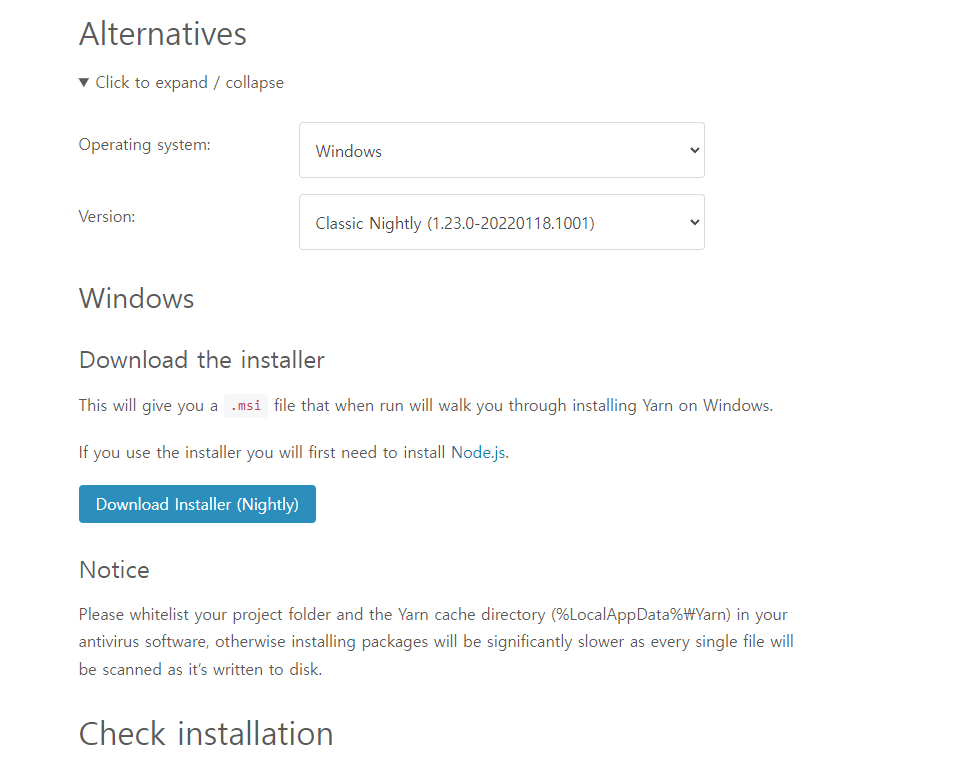 Alternatives
▼ Click to expand / collapse
Operating system:
Windows
Version:
Classic Nightly (1.23.0-20220118.1001)
Windows
Download the installer
This will give you a .msi file that when run will walk you through installing Yarn on Windows.
If you use the installer you will first need to install Node.js.
Download Installer (Nightly)
Notice
Please whitelist your project folder and the Yarn cache directory (%LocalAppData%₩Yarn) in your
antivirus software, otherwise installing packages will be significantly slower as every single file will
be scanned as it’s written to disk.
Check installation